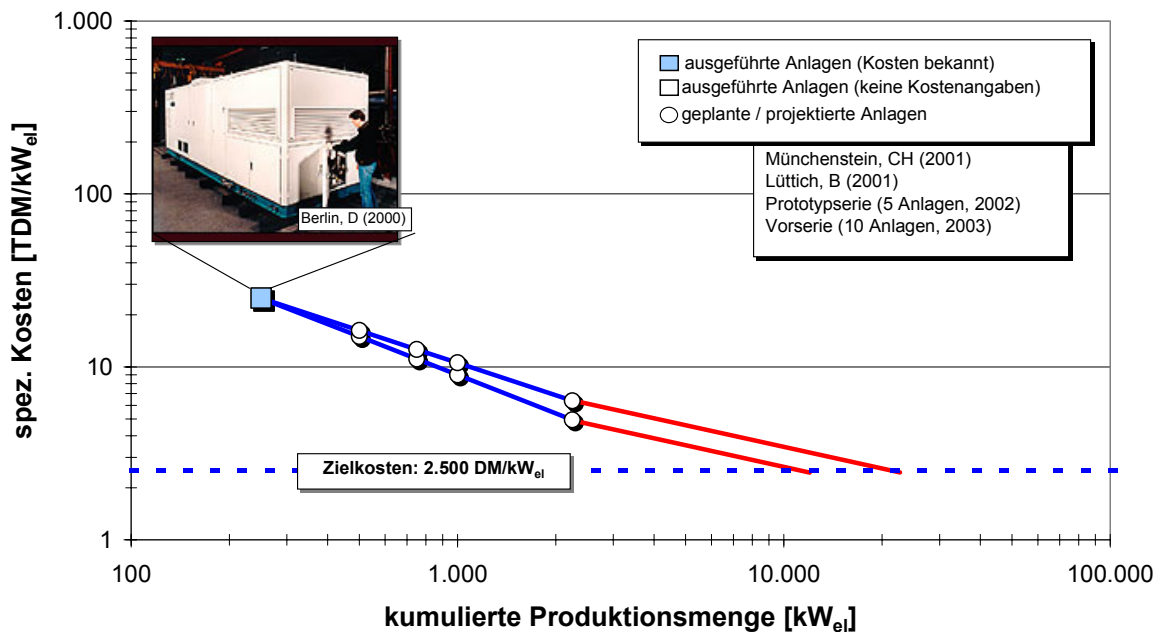 1.000
100
10
1
spez. Kosten [TDM/kWel]
ausgeführte Anlagen (Kosten bekannt)
ausgeführte Anlagen (keine Kostenangaben)
geplante / projektierte Anlagen
Münchenstein, CH (2001)
Lüttich, B (2001)
Prototypserie (5 Anlagen, 2002)
Vorserie (10 Anlagen, 2003)
Berlin, D (2000)
Zielkosten: 2.500 DM/kWel
100
1.000
10.000
100.000
kumulierte Produktionsmenge [kWel]